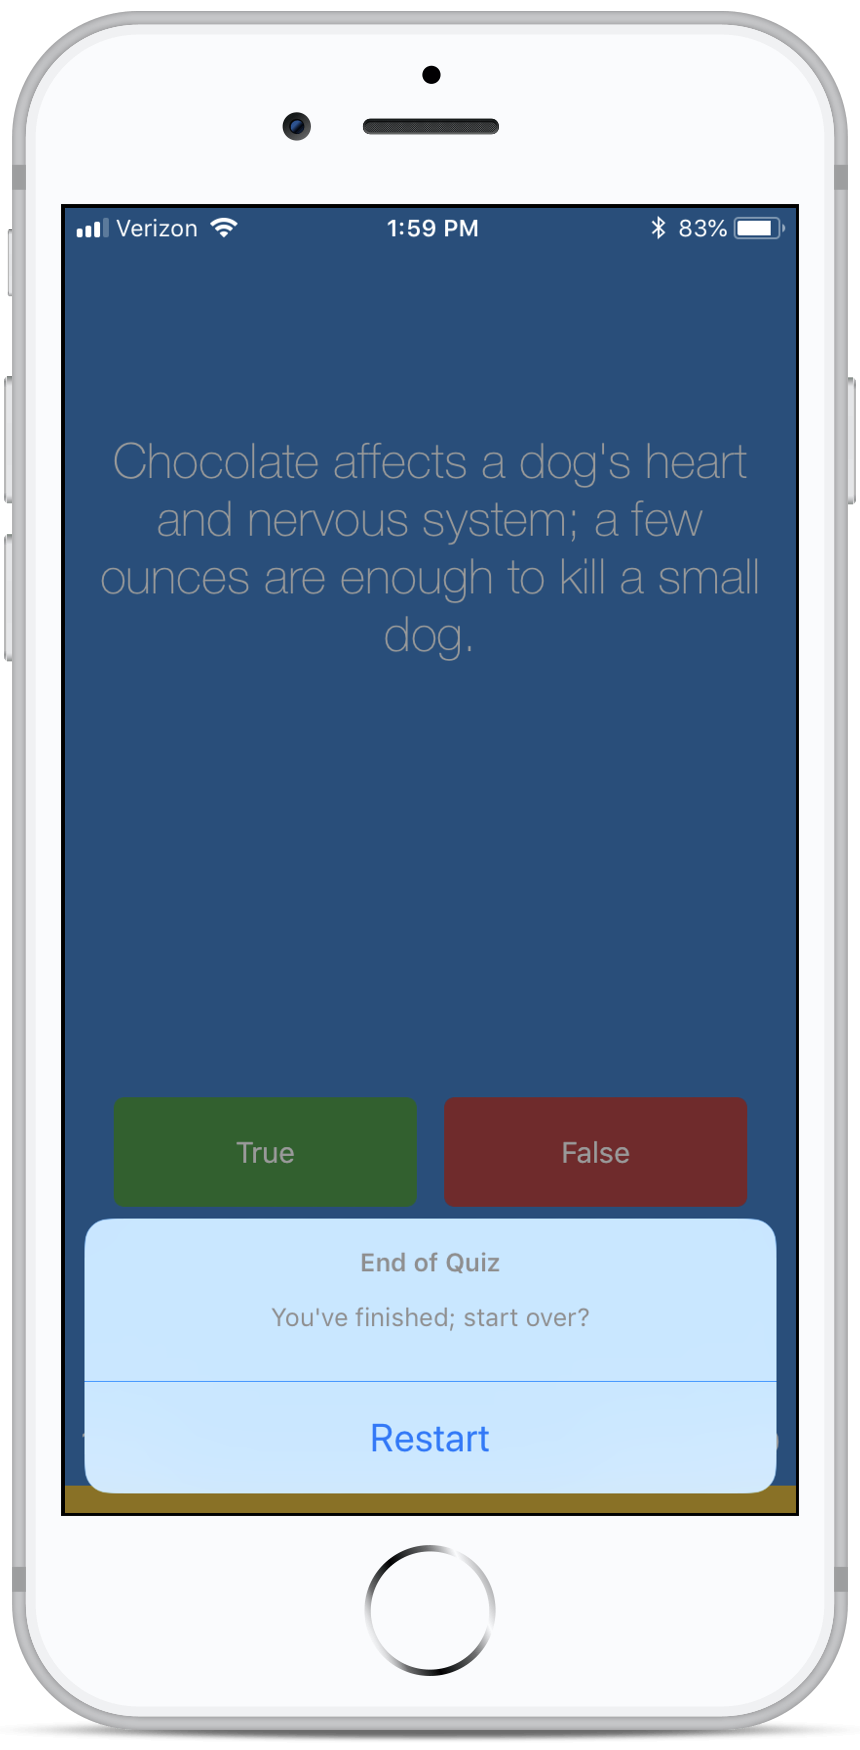 Verizon 1:59 PM 83%
Chocolate affects a dog's heart
and nervous system; a few
ounces are enough to kill a small
dog.
True False
End of Quiz
You've finished; start over?
Restart